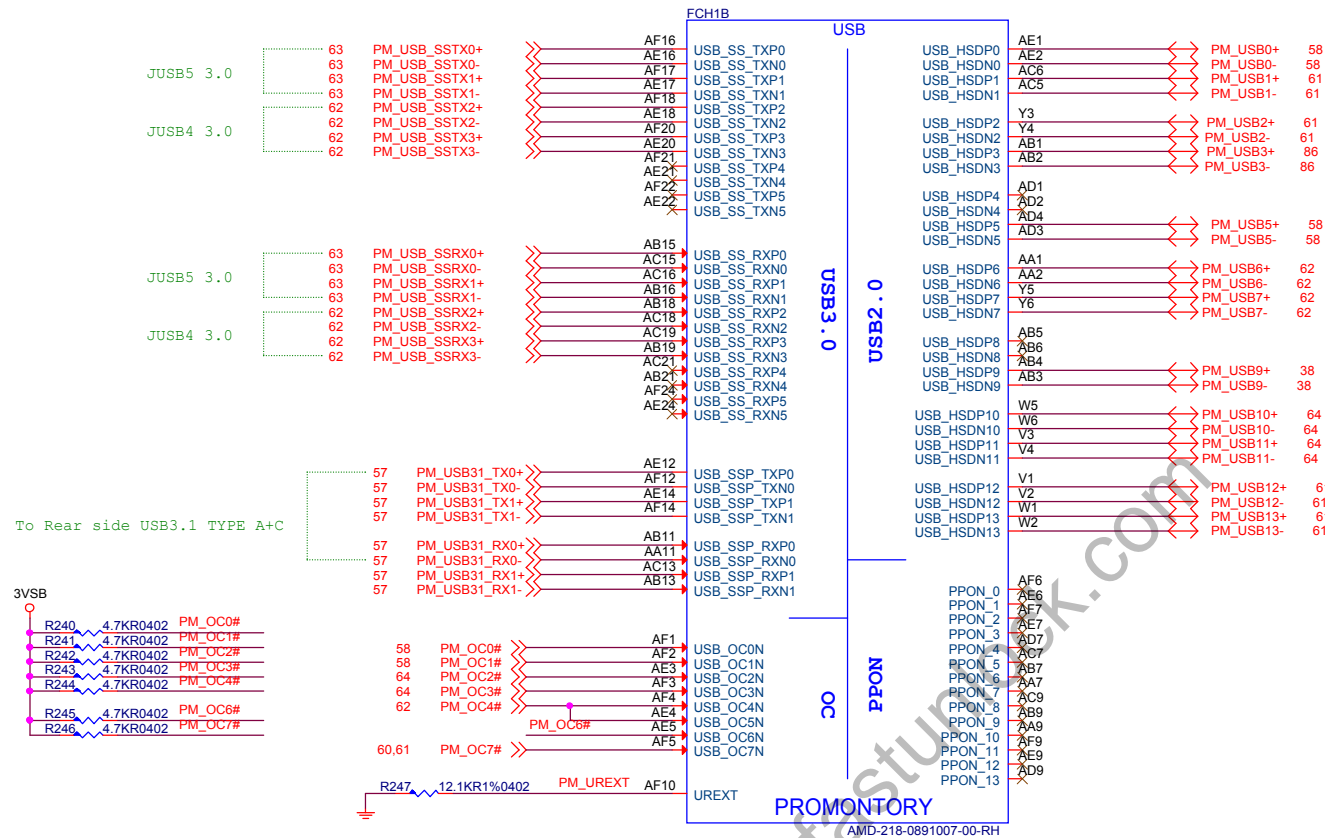 FCH1B
USB
JUSB5 3.0
63 PM_USB_SSTX0+ AF16 USB_SS_TXP0
63 PM_USB_SSTX0- AE16 USB_SS_TXN0
63 PM_USB_SSTX1+ AF17 USB_SS_TXP1
63 PM_USB_SSTX1- AE17 USB_SS_TXN1
JUSB4 3.0
62 PM_USB_SSTX2+ AF18 USB_SS_TXP2
62 PM_USB_SSTX2- AE18 USB_SS_TXN2
62 PM_USB_SSTX3+ AF20 USB_SS_TXP3
62 PM_USB_SSTX3- AE20 USB_SS_TXN3
AF21 USB_SS_TXP4
AE21 USB_SS_TXN4
AF22 USB_SS_TXP5
AE22 USB_SS_TXN5
JUSB5 3.0
63 PM_USB_SSRX0+ AB15 USB_SS_RXP0
63 PM_USB_SSRX0- AC15 USB_SS_RXN0
63 PM_USB_SSRX1+ AC16 USB_SS_RXP1
63 PM_USB_SSRX1- AB16 USB_SS_RXN1
JUSB4 3.0
62 PM_USB_SSRX2+ AB18 USB_SS_RXP2
62 PM_USB_SSRX2- AC18 USB_SS_RXN2
62 PM_USB_SSRX3+ AC19 USB_SS_RXP3
62 PM_USB_SSRX3- AB19 USB_SS_RXN3
AC21 USB_SS_RXP4
AB21 USB_SS_RXN4
AF24 USB_SS_RXP5
AE24 USB_SS_RXN5
To Rear side USB3.1 TYPE A+C
57 PM_USB31_TX0+ AE12 USB_SSP_TXP0
57 PM_USB31_TX0- AF12 USB_SSP_TXN0
57 PM_USB31_TX1+ AE14 USB_SSP_TXP1
57 PM_USB31_TX1- AF14 USB_SSP_TXN1
57 PM_USB31_RX0+ AB11 USB_SSP_RXP0
57 PM_USB31_RX0- AA11 USB_SSP_RXN0
57 PM_USB31_RX1+ AC13 USB_SSP_RXP1
57 PM_USB31_RX1- AB13 USB_SSP_RXN1
3VSB
R240 4.7KR0402 PM_OC0#
R241 4.7KR0402 PM_OC1#
R242 4.7KR0402 PM_OC2#
R243 4.7KR0402 PM_OC3#
R244 4.7KR0402 PM_OC4#
R245 4.7KR0402 PM_OC6#
R246 4.7KR0402 PM_OC7#
58 PM_OC0# AF1 USB_OC0N
58 PM_OC1# AF2 USB_OC1N
64 PM_OC2# AE3 USB_OC2N
64 PM_OC3# AF3 USB_OC3N
62 PM_OC4# AF4 USB_OC4N
AE4 USB_OC5N
PM_OC6# AE5 USB_OC6N
60,61 PM_OC7# AF5 USB_OC7N
R247 12.1KR1%0402 PM_UREXT AF10 UREXT
USB3.0
USB2.0
OC
PPON
USB_HSDP0 AE1 PM_USB0+ 58
USB_HSDN0 AE2 PM_USB0- 58
USB_HSDP1 AC6 PM_USB1+ 61
USB_HSDN1 AC5 PM_USB1- 61
USB_HSDP2 Y3 PM_USB2+ 61
USB_HSDN2 Y4 PM_USB2- 61
USB_HSDP3 AB1 PM_USB3+ 86
USB_HSDN3 AB2 PM_USB3- 86
USB_HSDP4 AD1
USB_HSDN4 AD2
USB_HSDP5 AD4 PM_USB5+ 58
USB_HSDN5 AD3 PM_USB5- 58
USB_HSDP6 AA1 PM_USB6+ 62
USB_HSDN6 AA2 PM_USB6- 62
USB_HSDP7 Y5 PM_USB7+ 62
USB_HSDN7 Y6 PM_USB7- 62
USB_HSDP8 AB5
USB_HSDN8 AB6
USB_HSDP9 AB4 PM_USB9+ 38
USB_HSDN9 AB3 PM_USB9- 38
USB_HSDP10 W5 PM_USB10+ 64
USB_HSDN10 W6 PM_USB10- 64
USB_HSDP11 V3 PM_USB11+ 64
USB_HSDN11 V4 PM_USB11- 64
USB_HSDP12 V1 PM_USB12+ 6
USB_HSDN12 V2 PM_USB12- 61
USB_HSDP13 W1 PM_USB13+ 6
USB_HSDN13 W2 PM_USB13- 61
PPON_0 AF6
PPON_1 AE6
PPON_2 AF7
PPON_3 AE7
PPON_4 AD7
PPON_5 AC7
PPON_6 AB7
PPON_7 AA7
PPON_8 AC9
PPON_9 AB9
PPON_10 AA9
PPON_11 AF9
PPON_12 AE9
PPON_13 AD9
PROMONTORY
AMD-218-0891007-00-RH
fastunlock.com